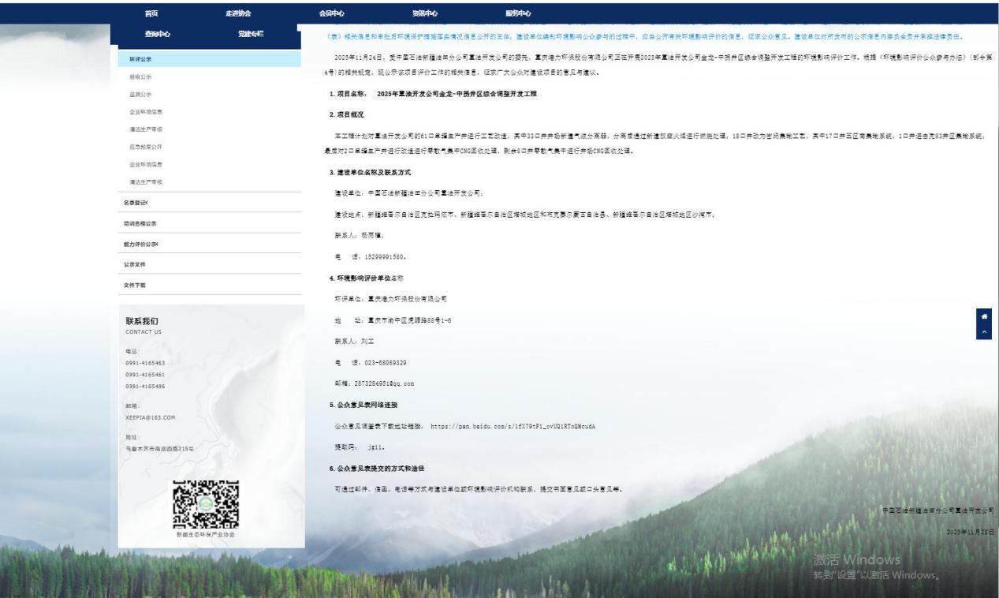 首页 走进协会 会员中心 资讯中心 服务中心
查询中心 党建专栏
环评公示
验收公示
监测公示
企业环境信息
清洁生产审核
应急预案公开
企业环境信息
清洁生产审核
名录登记<
培训合格公示
能力评价公示<
公示文件
文件下载
联系我们
CONTACT US
电话：
0991-4165463
0991-4165461
0991-4165486
邮箱：
XEEPIA@163.COM
地址：
乌鲁木齐市南湖西路215号
新疆生态环保产业协会
（表）相关信息和审批后环境保护措施落实情况信息公开的主体，建设单位编制环境影响公众参与的过程中，应当公开有关环境影响评价的信息，征求公众意见。建设单位对所发布的公示信息内容负全责并承担法律责任。
2025年11月24日，受中国石油新疆油田分公司重油开发公司的委托，重庆港力环保股份有限公司正在开展2025年重油开发公司金龙-中拐井区综合调整开发工程的环境影响评价工作。根据《环境影响评价公众参与办法》（部令第
4号）的相关规定，现公示该项目评价工作的相关信息，征求广大公众对建设项目的意见与建议。
1. 项目名称： 2025年重油开发公司金龙-中拐井区综合调整开发工程
2. 项目概况
本工程计划对重油开发公司的61口单罐生产井进行工艺改造，其中33口井井场新建气液分离器，分离后通过新建放空火炬进行燃烧处理；18口井改为密闭集输工艺，其中17口井至区南集输系统，1口井进去克83井区集输系统；
最后对2口单罐生产井进行改造进行零散气集中CNG回收处理，剩余8口井零散气集中进行井场CNG回收处理。
3. 建设单位名称及联系方式
建设单位：中国石油新疆油田分公司重油开发公司；
建设地点：新疆维吾尔自治区克拉玛依市、新疆维吾尔自治区塔城地区和布克赛尔蒙古自治县、新疆维吾尔自治区塔城地区沙湾市；
联系人：杨雨瞳；
电 话：15299991580。
4. 环境影响评价单位名称
环评单位：重庆港力环保股份有限公司
地 址：重庆市渝中区虎踞路88号1-6
联系人：刘工
电 话：023-68089329
邮箱：2873284951@qq.com
5. 公众意见表网络连接
公众意见调查表下载地址链接： https://pan.baidu.com/s/1fX79tF1_ovUQ1RToQMcudA
提取码： jg11。
6. 公众意见表提交的方式和途径
可通过邮件、信函、电话等方式与建设单位或环境影响评价机构联系，提交书面意见或口头意见等。
中国石油新疆油田分公司重油开发公司
2025年11月28日
激活 Windows
转到"设置"以激活 Windows。